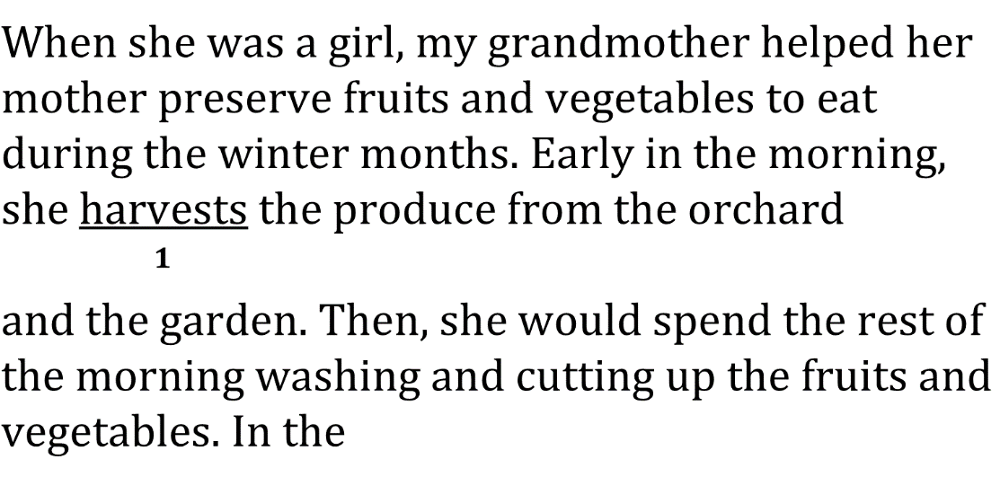 When she was a girl, my grandmother helped her
mother preserve fruits and vegetables to eat
during the winter months. Early in the morning,
she harvests the produce from the orchard
1
and the garden. Then, she would spend the rest of
the morning washing and cutting up the fruits and
vegetables. In the